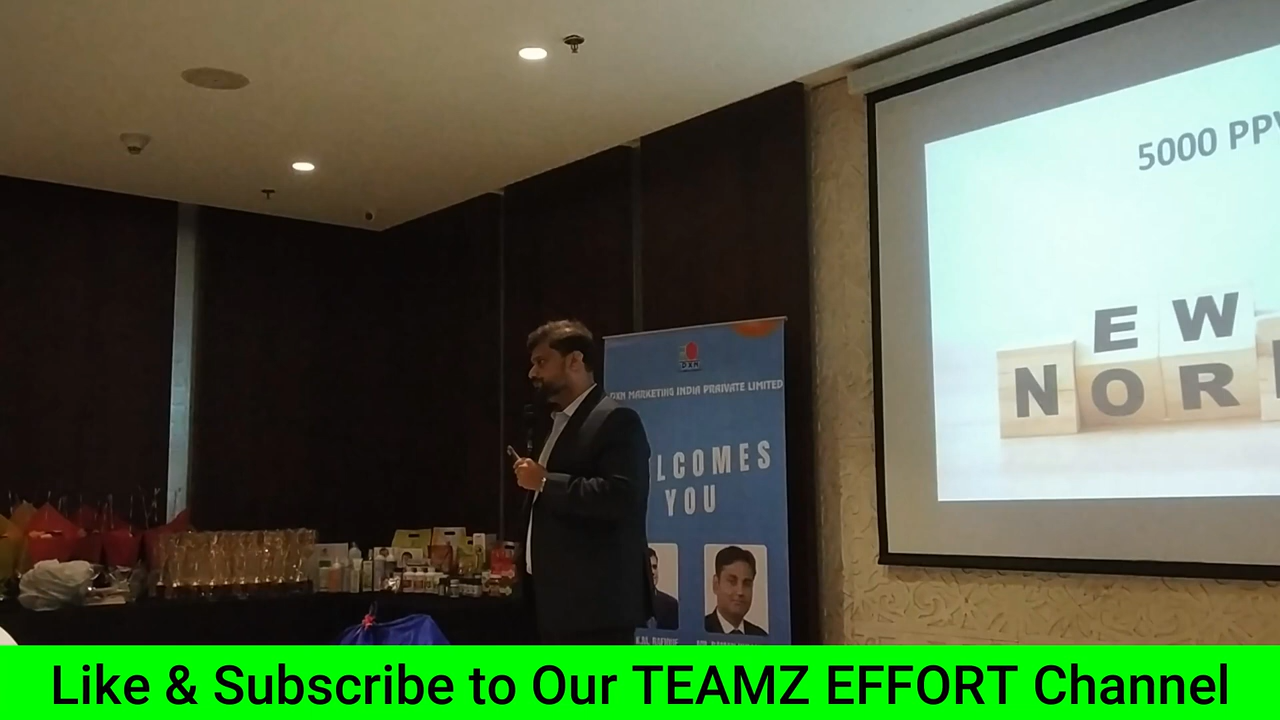 5000 PPV
EW
NOR
DXN
DXN MARKETING INDIA PRAIVATE LIMITED
LCOMES
YOU
Like & Subscribe to Our TEAMZ EFFORT Channel